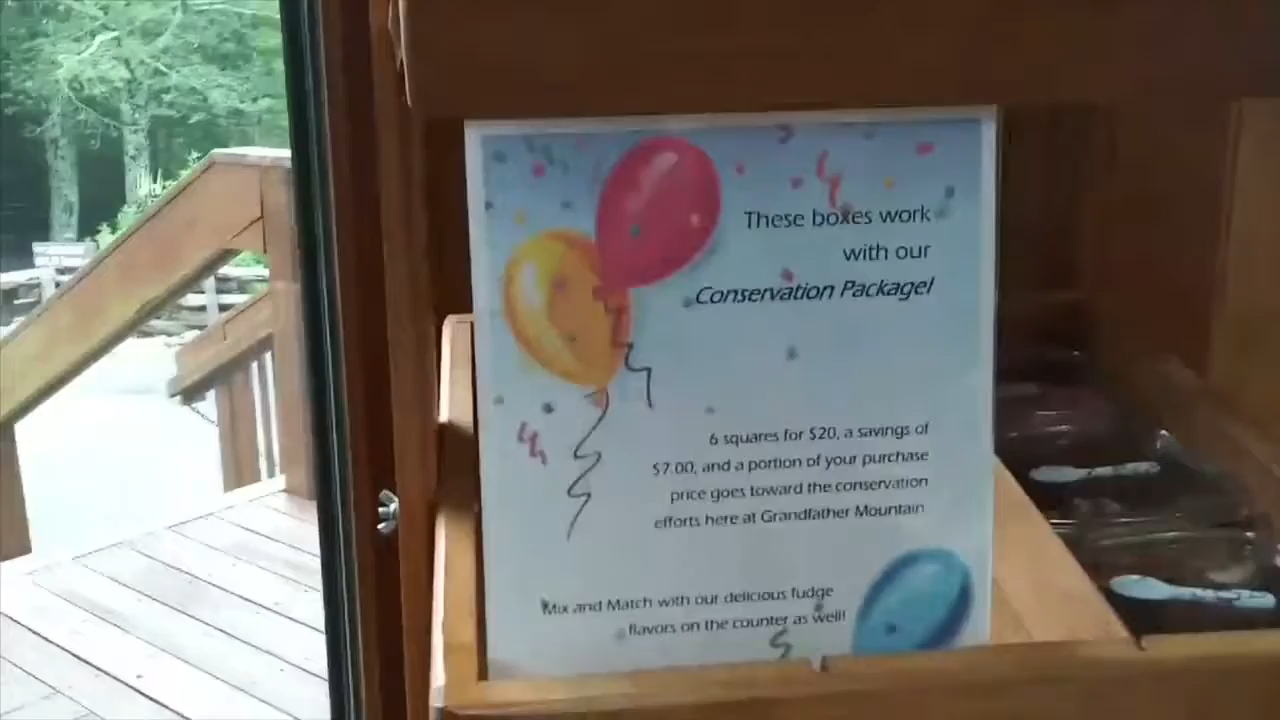 These boxes work
with our
Conservation Package!
6 squares for $20, a savings of
$7.00, and a portion of your purchase
price goes toward the conservation
efforts here at Grandfather Mountain
Mix and Match with our delicious fudge
flavors on the counter as well!